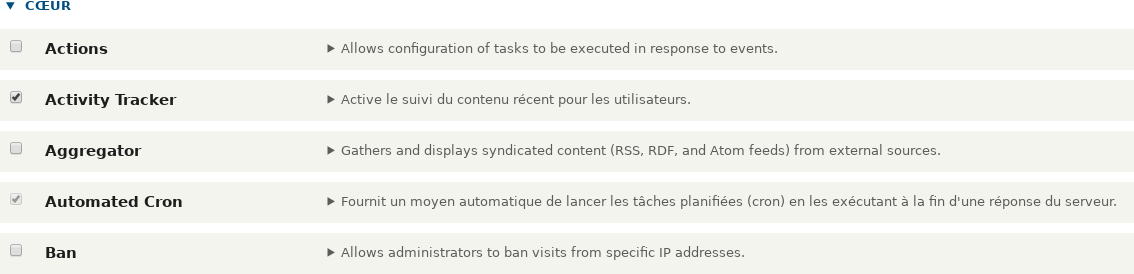 CŒUR
Actions
Allows configuration of tasks to be executed in response to events.
Activity Tracker
Active le suivi du contenu récent pour les utilisateurs.
Aggregator
Gathers and displays syndicated content (RSS, RDF, and Atom feeds) from external sources.
Automated Cron
Fournit un moyen automatique de lancer les tâches planifiées (cron) en les exécutant à la fin d'une réponse du serveur.
Ban
Allows administrators to ban visits from specific IP addresses.